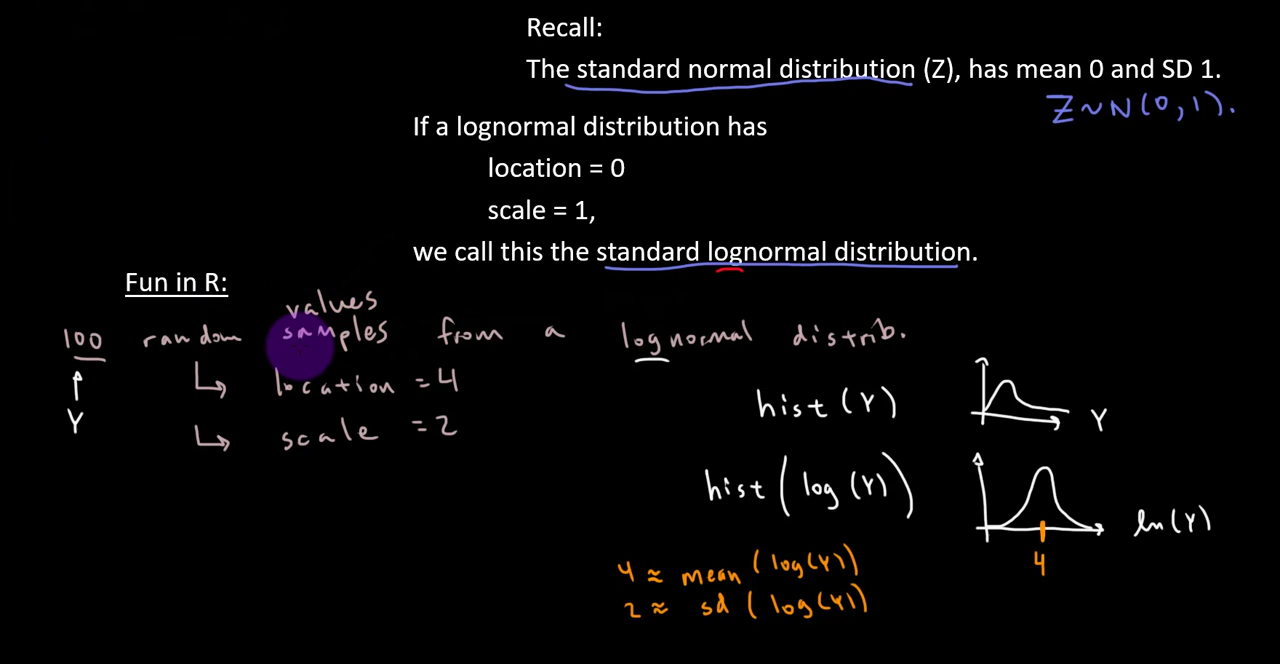 Recall:
The standard normal distribution (Z), has mean 0 and SD 1.
Z ~ N(0,1).
If a lognormal distribution has
location = 0
scale = 1,
we call this the standard lognormal distribution.
Fun in R:
values
100 random samples from a lognormal distrib.
↳ location = 4
↑
Y
↳ scale = 2
hist(Y)
Y
hist(log(Y))
ln(Y)
4
4 ≈ mean (log(Y))
2 ≈ sd (log(Y))